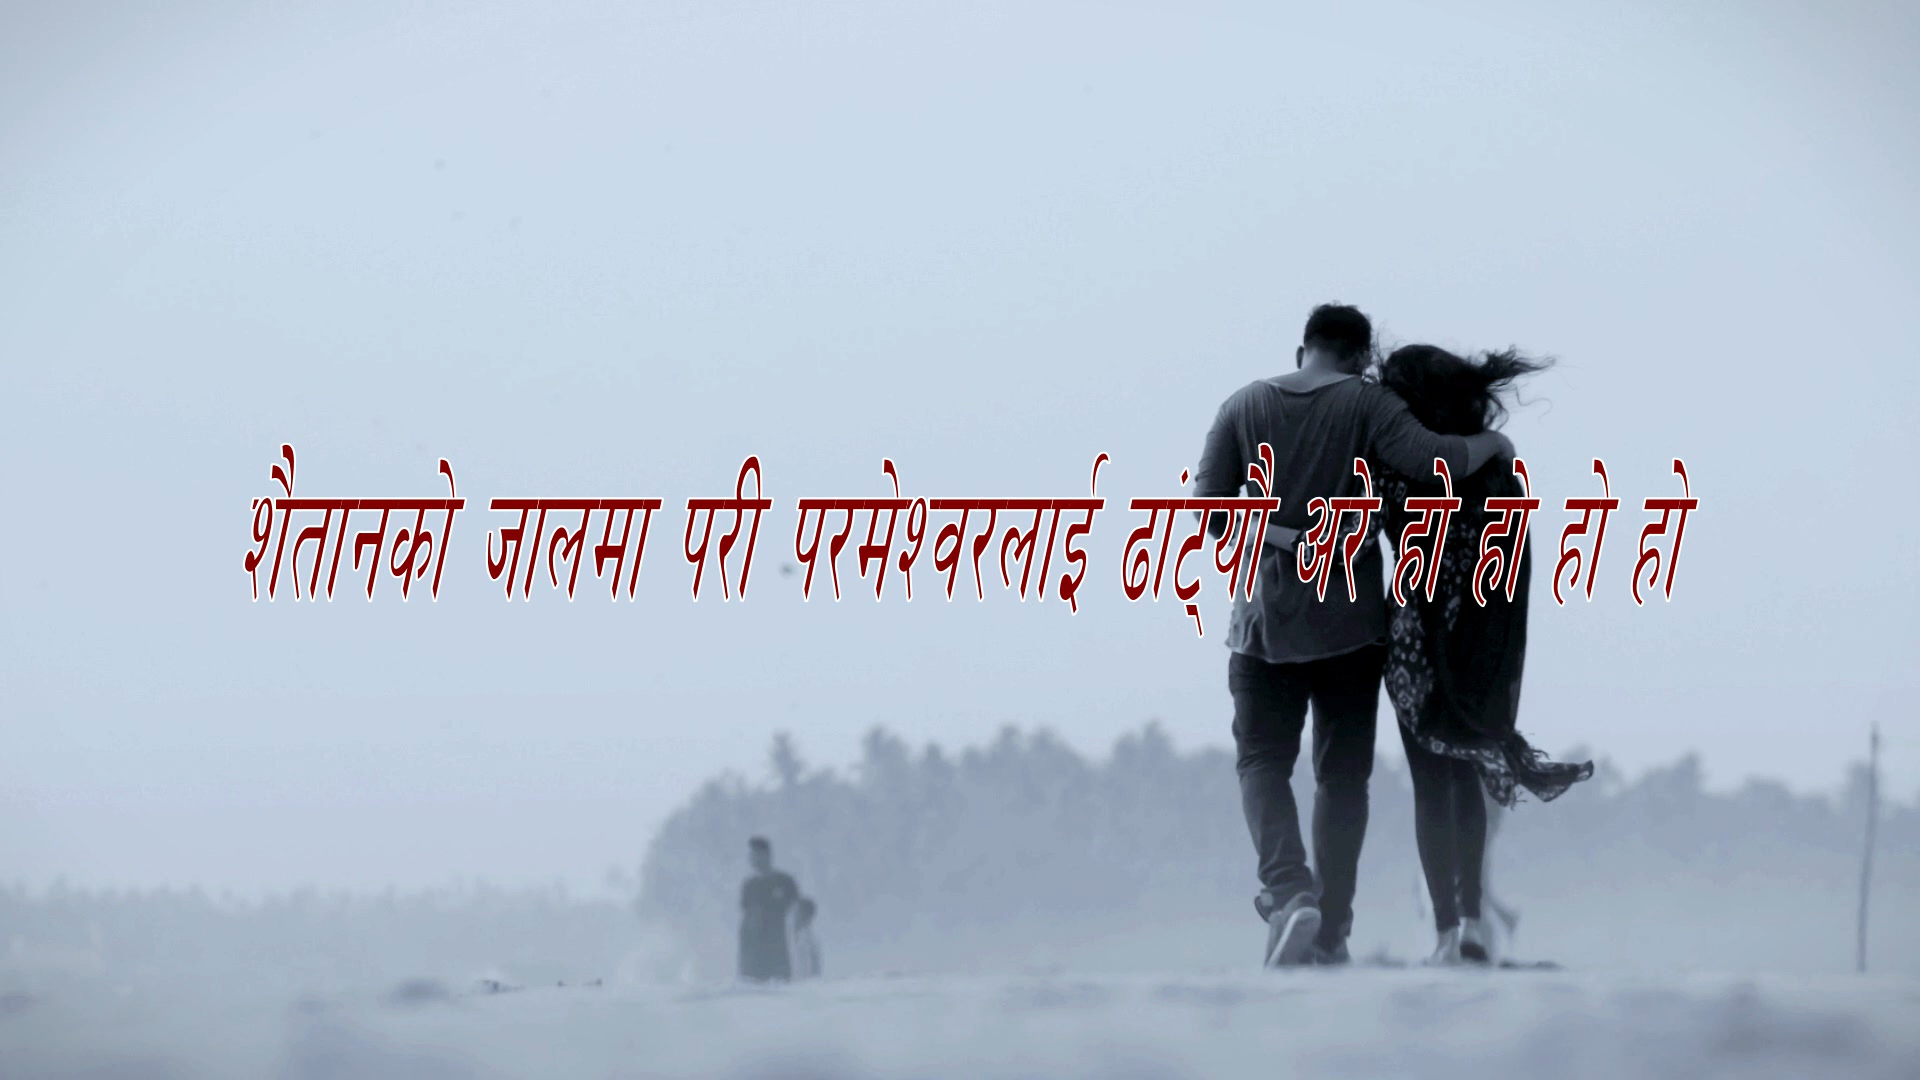 शैतानको जालमा परी परमेश्वरलाई ढांट्यौ अरे हो हो हो हो